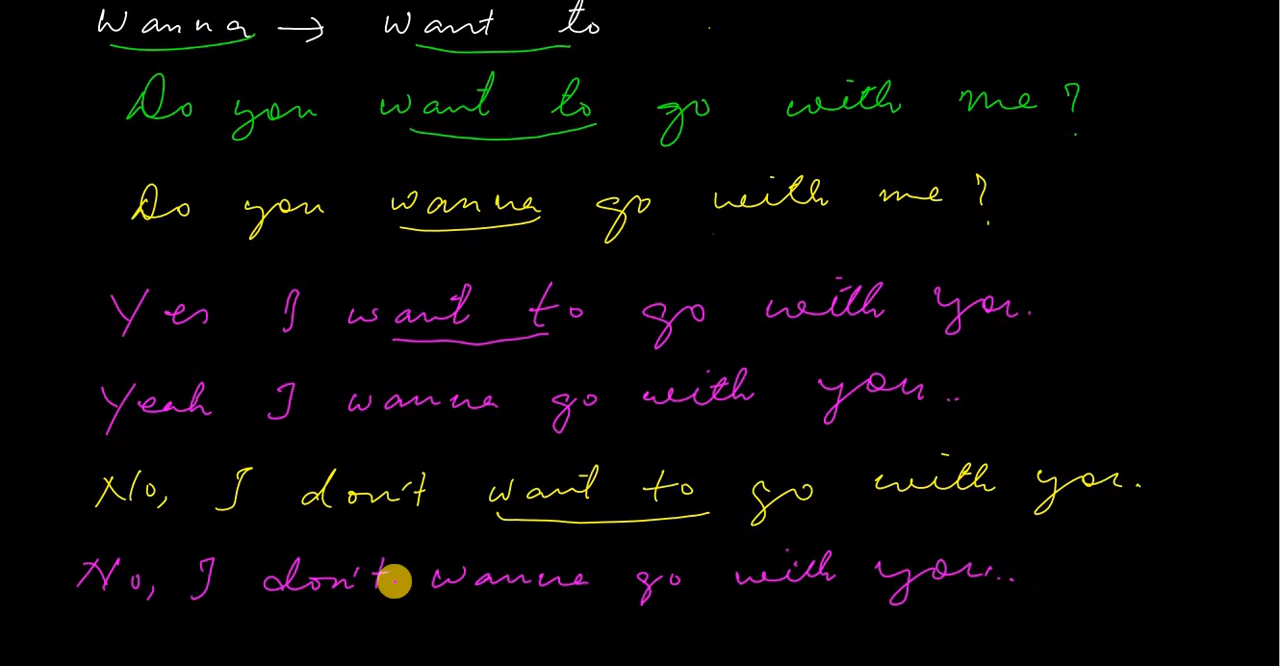 Wanna → Want to
Do you want to go with me?
Do you wanna go with me?
Yes I want to go with you.
Yeah I wanna go with you..
No, I don't want to go with you.
No, I don't wanna go with you..